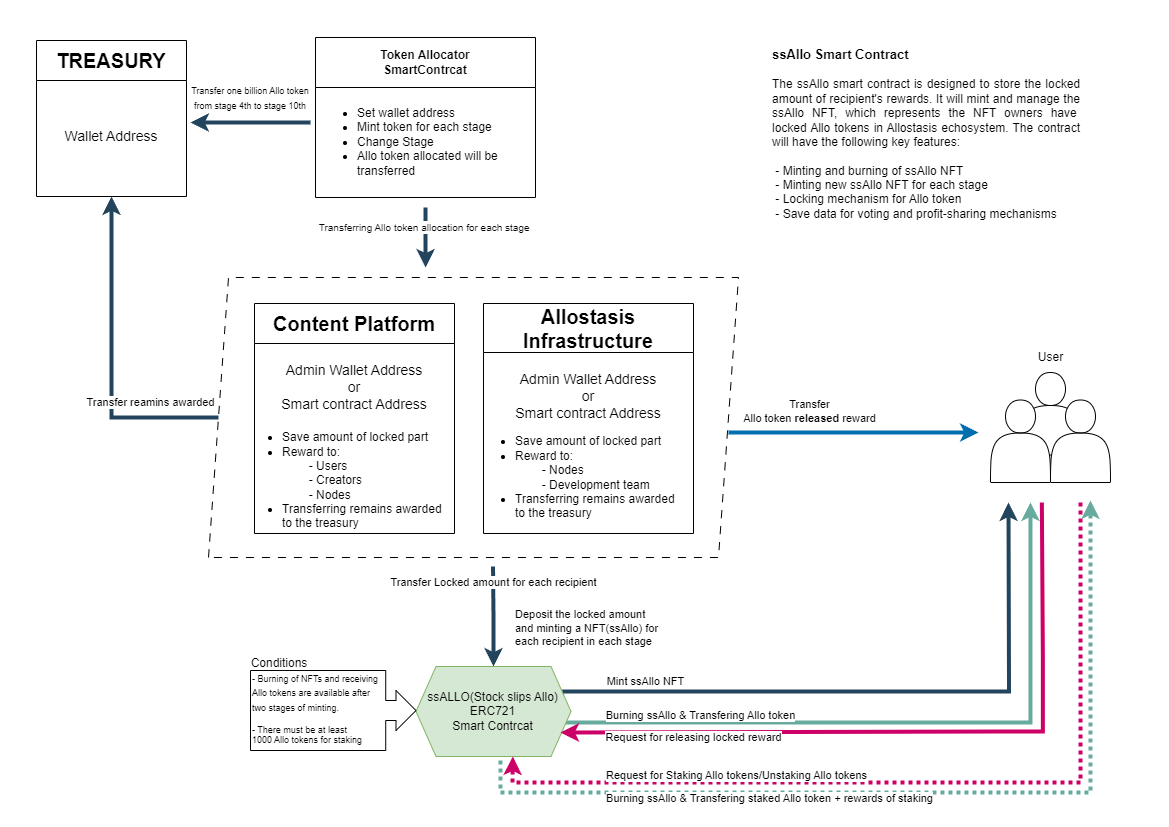 TREASURY
Wallet Address
Transfer one billion Allo token
from stage 4th to stage 10th
Token Allocator
SmartContrcat
Set wallet address
Mint token for each stage
Change Stage
Allo token allocated will be
transferred
ssAllo Smart Contract
The ssAllo smart contract is designed to store the locked
amount of recipient's rewards. It will mint and manage the
ssAllo NFT, which represents the NFT owners have
locked Allo tokens in Allostasis echosystem. The contract
will have the following key features:
- Minting and burning of ssAllo NFT
- Minting new ssAllo NFT for each stage
- Locking mechanism for Allo token
- Save data for voting and profit-sharing mechanisms
Transferring Allo token allocation for each stage
Content Platform
Admin Wallet Address
or
Smart contract Address
Save amount of locked part
Reward to:
- Users
- Creators
- Nodes
Transferring remains awarded
to the treasury
Allostasis
Infrastructure
Admin Wallet Address
or
Smart contract Address
Save amount of locked part
Reward to:
- Nodes
- Development team
Transferring remains awarded
to the treasury
Transfer reamins awarded
Transfer
Allo token released reward
User
Transfer Locked amount for each recipient
Deposit the locked amount
and minting a NFT(ssAllo) for
each recipient in each stage
Conditions
- Burning of NFTs and receiving
Allo tokens are available after
two stages of minting.
- There must be at least
1000 Allo tokens for staking
ssALLO(Stock slips Allo)
ERC721
Smart Contrcat
Mint ssAllo NFT
Burning ssAllo & Transfering Allo token
Request for releasing locked reward
Request for Staking Allo tokens/Unstaking Allo tokens
Burning ssAllo & Transfering staked Allo token + rewards of staking